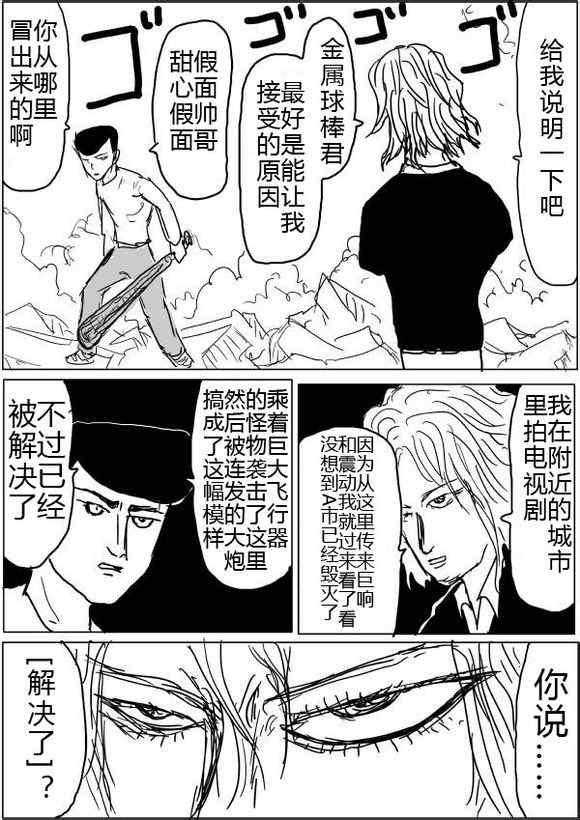 ゴ
ゴ
ゴ
ゴ
给我说明一下吧
金属球棒君
最好是能让我
接受的原因
假面帅哥
甜心假面
你从哪里
冒出来的啊
我在附近的城市
里拍电视剧
因为从这里传来巨响
和震动我就过来看了看
没想到A市已经毁灭了
乘着巨大飞行器
的怪物袭击了这里
然后被连发的大炮
搞成了这幅模样
不过已经
被解决了
你说……
[解决了]?